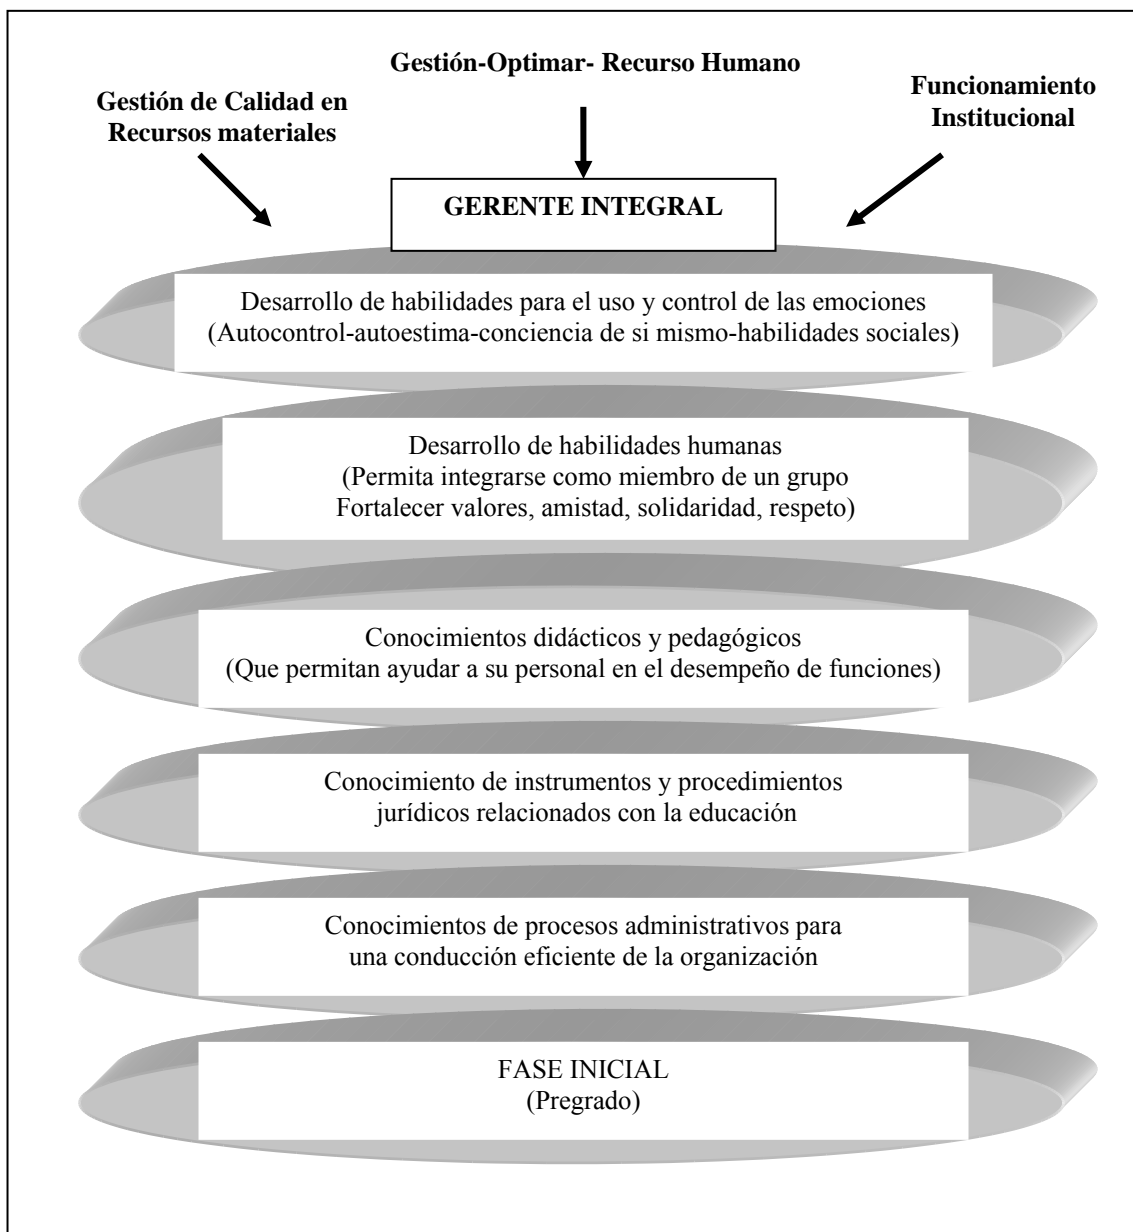 Gestión-Optimar- Recurso Humano
Gestión de Calidad en
Recursos materiales
Funcionamiento
Institucional
GERENTE INTEGRAL
Desarrollo de habilidades para el uso y control de las emociones
(Autocontrol-autoestima-conciencia de si mismo-habilidades sociales)
Desarrollo de habilidades humanas
(Permita integrarse como miembro de un grupo
Fortalecer valores, amistad, solidaridad, respeto)
Conocimientos didácticos y pedagógicos
(Que permitan ayudar a su personal en el desempeño de funciones)
Conocimiento de instrumentos y procedimientos
jurídicos relacionados con la educación
Conocimientos de procesos administrativos para
una conducción eficiente de la organización
FASE INICIAL
(Pregrado)